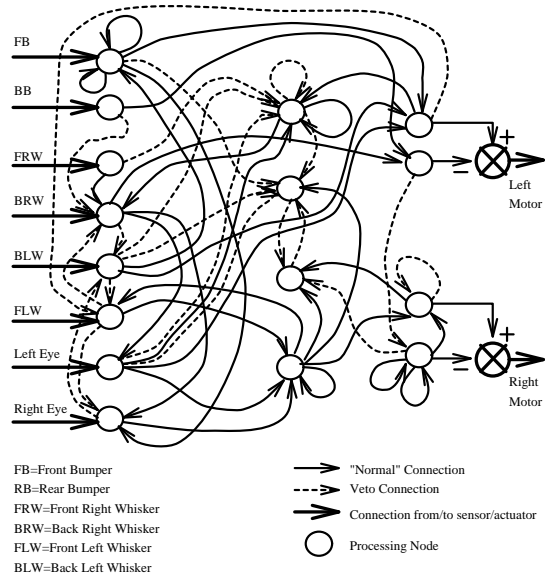 FB
BB
FRW
BRW
BLW
FLW
Left Eye
Right Eye
+
−
Left
Motor
+
−
Right
Motor
FB=Front Bumper
RB=Rear Bumper
FRW=Front Right Whisker
BRW=Back Right Whisker
FLW=Front Left Whisker
BLW=Back Left Whisker
"Normal" Connection
Veto Connection
Connection from/to sensor/actuator
Processing Node